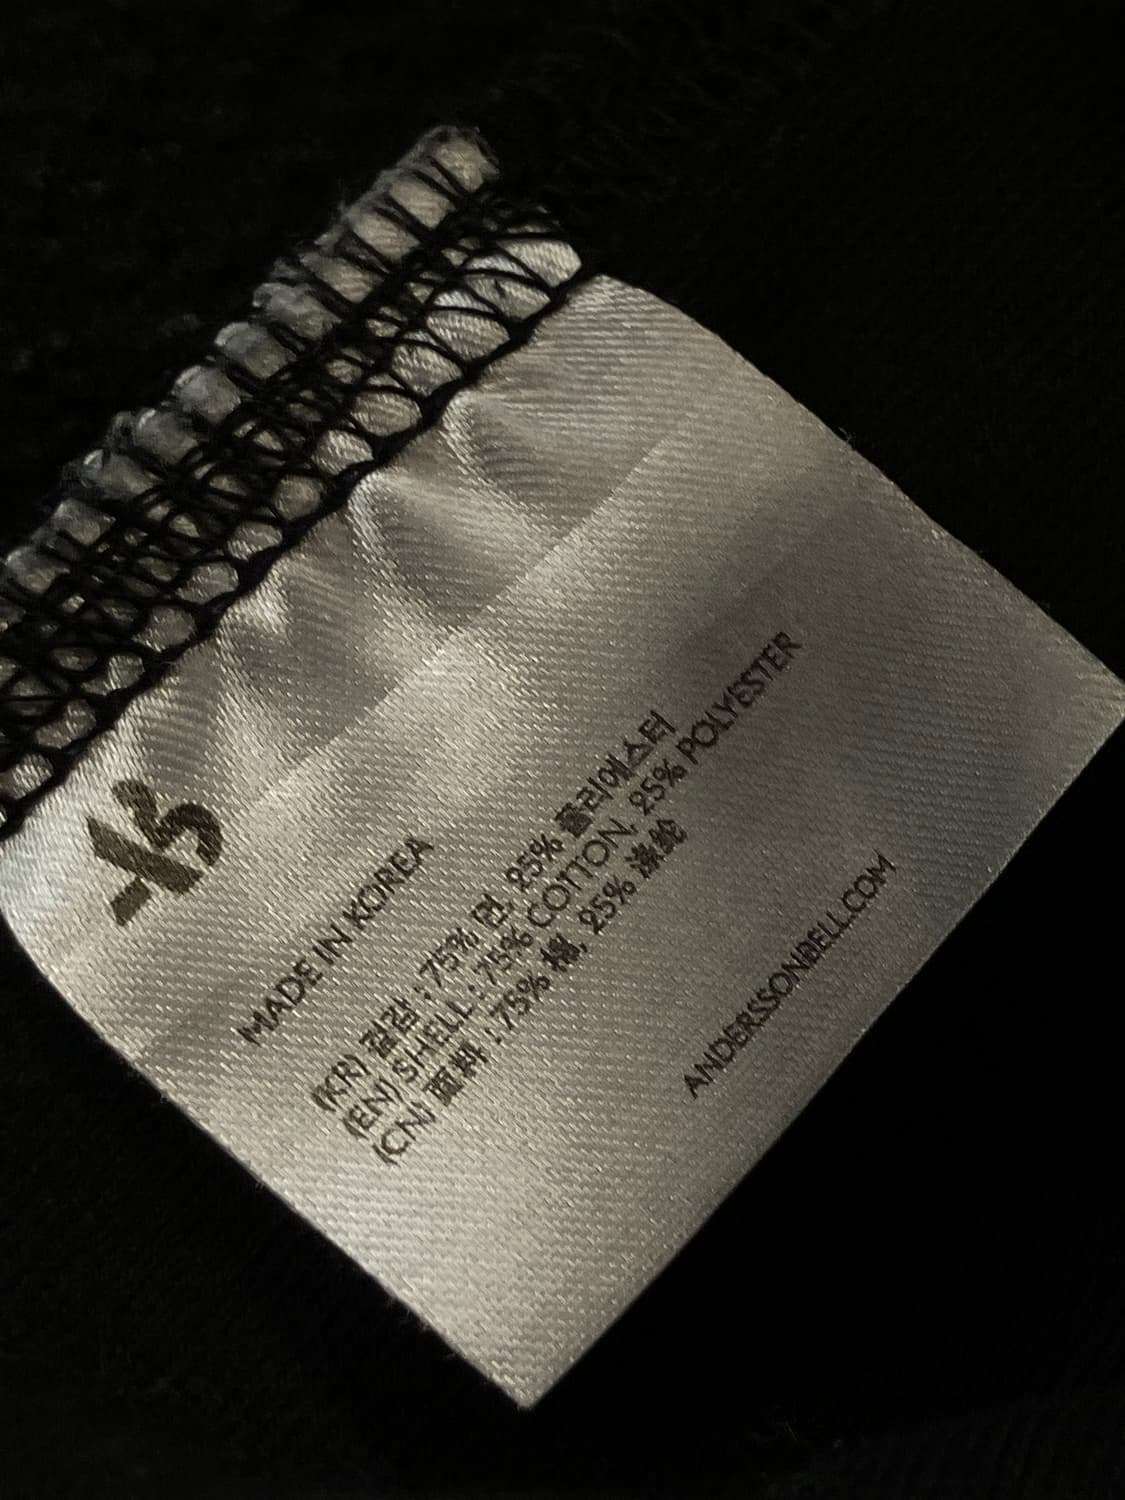 MADE IN KOREA
(KR) 겉감 : 75% 면, 25% 폴리에스터
(EN) SHELL : 75% COTTON, 25% POLYESTER
(CN) 面料 : 75% 棉, 25% 涤纶
ANDERSSONBELL.COM